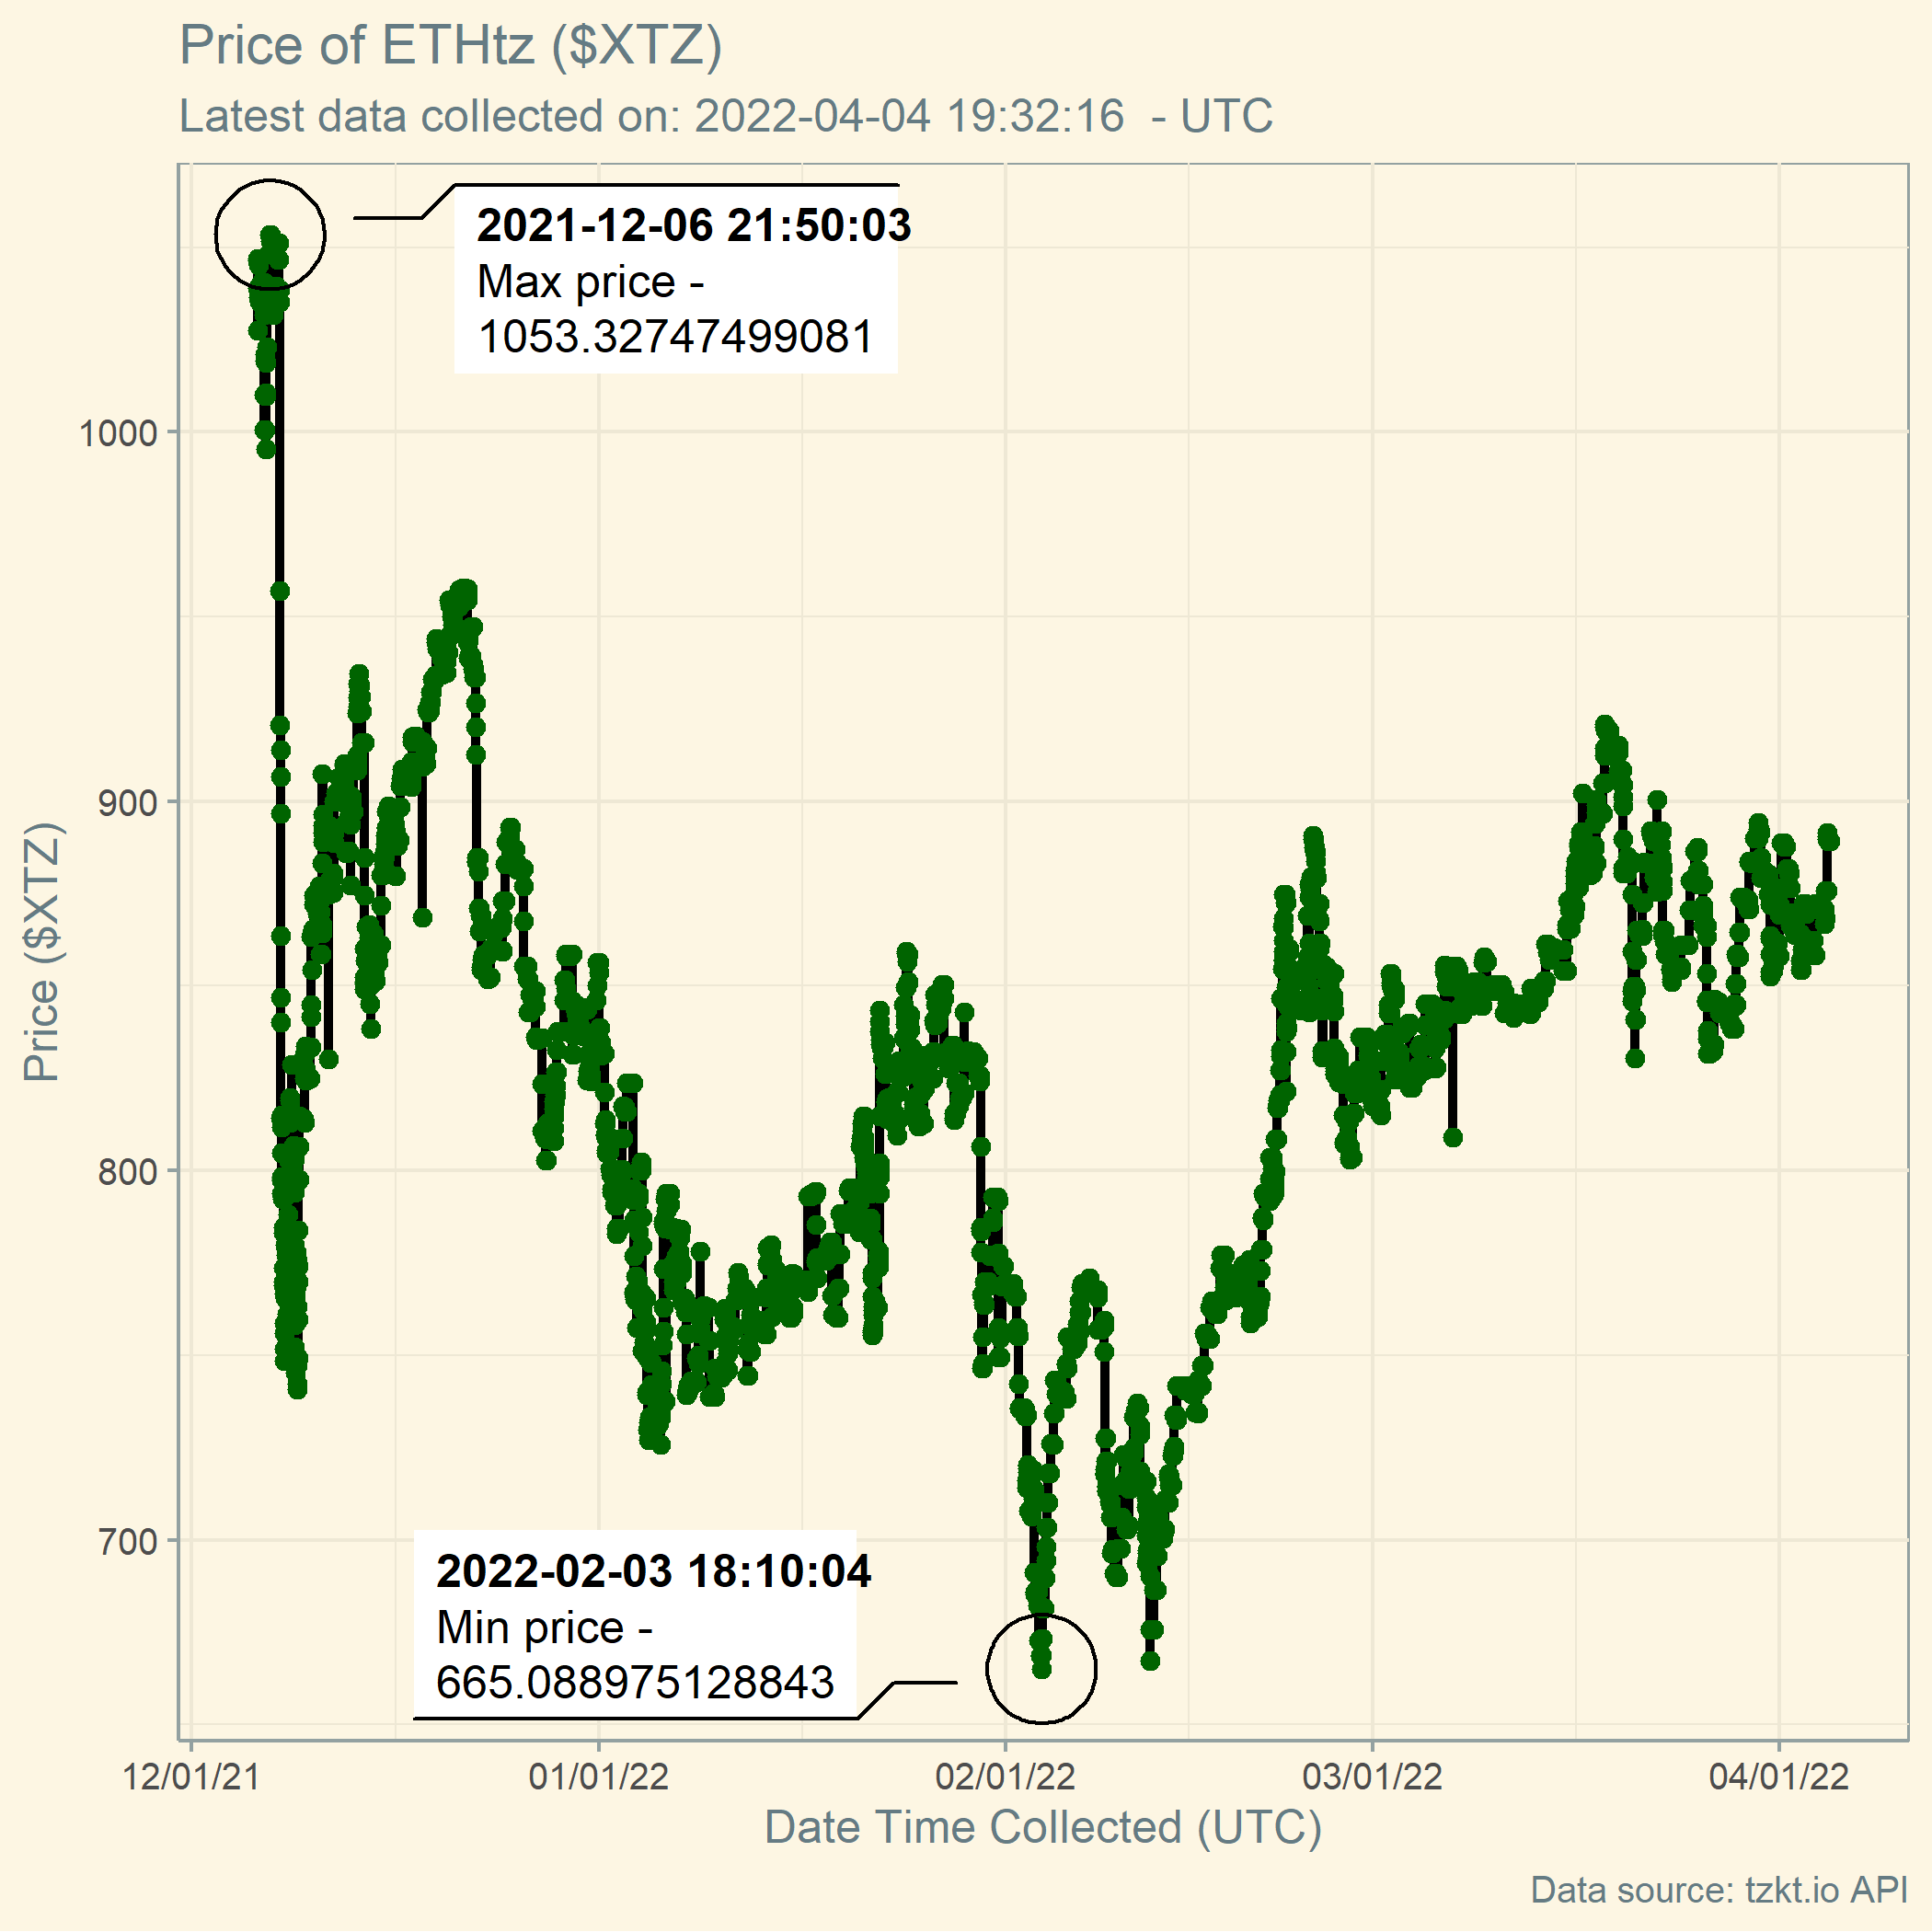 Price of ETHtz ($XTZ)
Latest data collected on: 2022-04-04 19:32:16  - UTC
2021-12-06 21:50:03
Max price -
1053.32747499081
1000
900
800
700
Price ($XTZ)
2022-02-03 18:10:04
Min price -
665.088975128843
12/01/21
01/01/22
02/01/22
03/01/22
04/01/22
Date Time Collected (UTC)
Data source: tzkt.io API